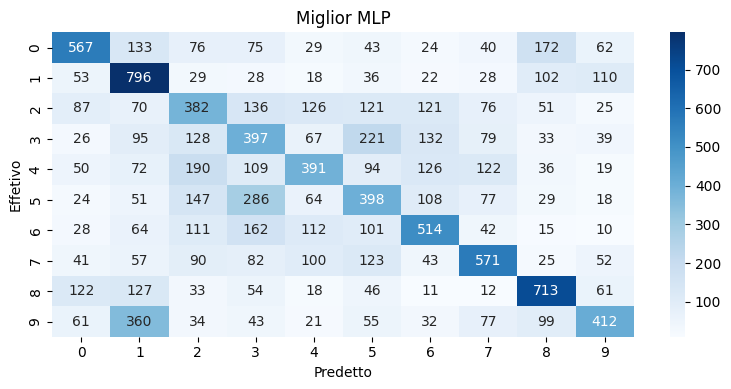 Miglior MLP
Effetivo
0 567 133 76 75 29 43 24 40 172 62
1 53 796 29 28 18 36 22 28 102 110
2 87 70 382 136 126 121 121 76 51 25
3 26 95 128 397 67 221 132 79 33 39
4 50 72 190 109 391 94 126 122 36 19
5 24 51 147 286 64 398 108 77 29 18
6 28 64 111 162 112 101 514 42 15 10
7 41 57 90 82 100 123 43 571 25 52
8 122 127 33 54 18 46 11 12 713 61
9 61 360 34 43 21 55 32 77 99 412
0 1 2 3 4 5 6 7 8 9
Predetto
700
600
500
400
300
200
100